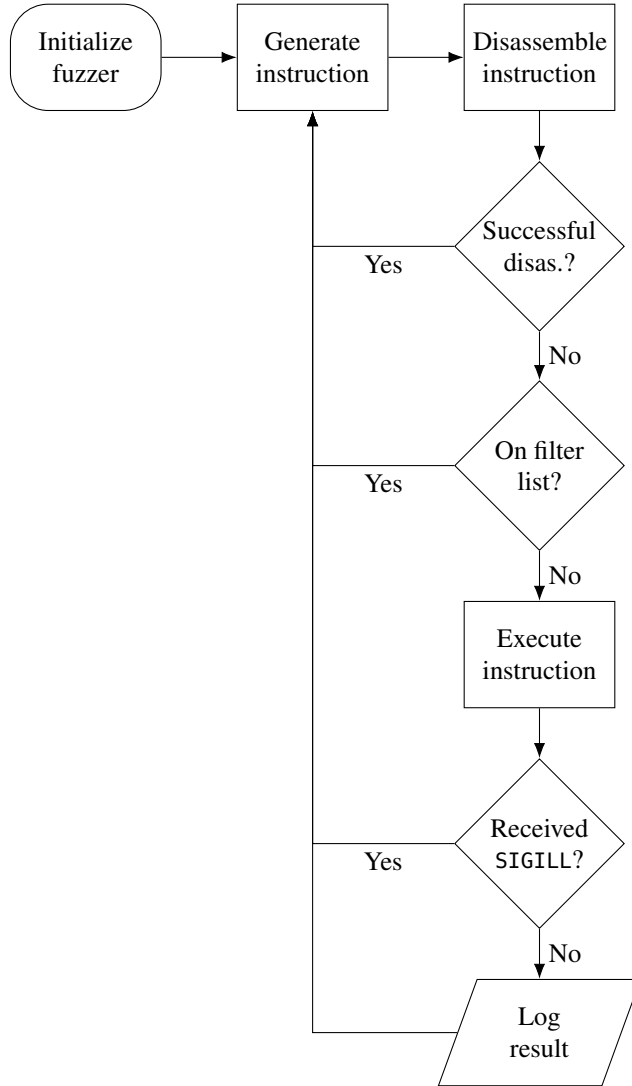 Initialize
fuzzer
Generate
instruction
Disassemble
instruction
Successful
disas.?
Yes
No
On filter
list?
Yes
No
Execute
instruction
Received
SIGILL?
Yes
No
Log
result